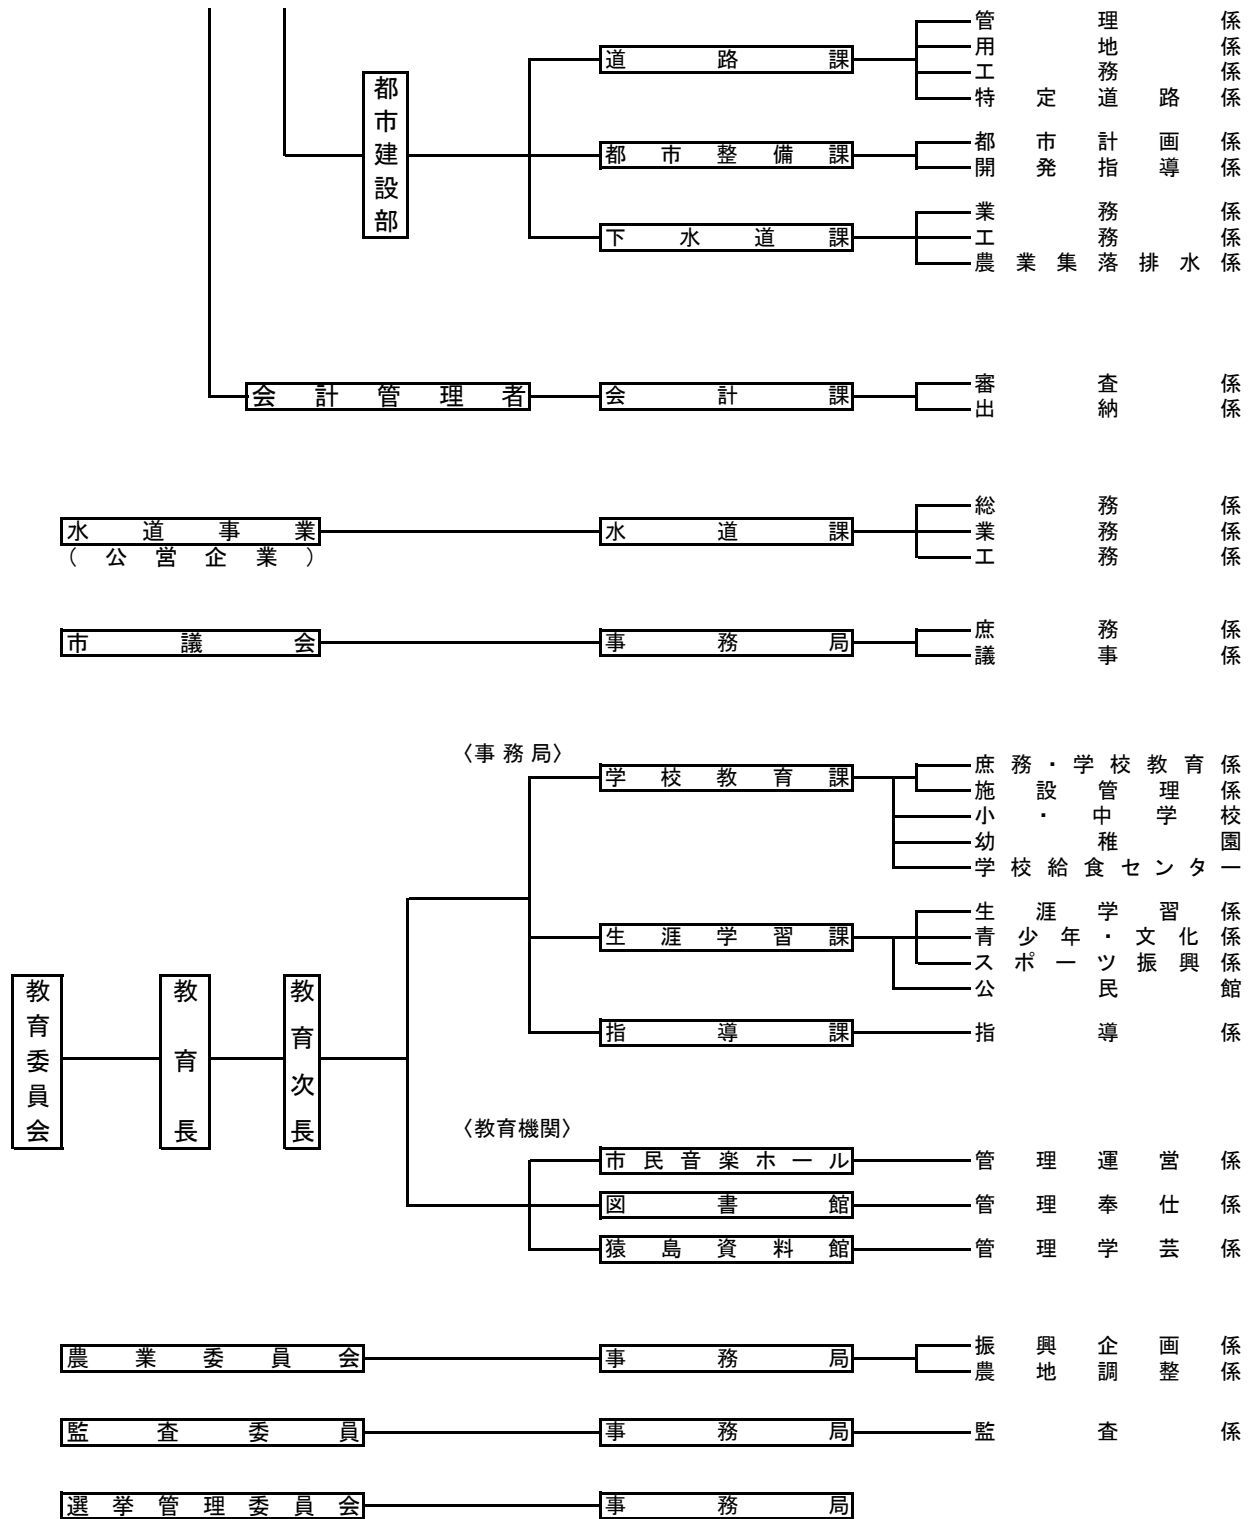 都市建設部
道路課
管理係
用地係
工務係
特定道路係
都市整備課
都市計画係
開発指導係
下水道課
業務係
工務係
農業集落排水係
会計管理者
会計課
審査係
出納係
水道事業
（公営企業）
水道課
総務係
業務係
工務係
市議会
事務局
庶務係
議事係
教育委員会
教育長
教育次長
〈事務局〉
学校教育課
庶務・学校教育係
施設管理係
小・中学校
幼稚園
学校給食センター
生涯学習課
生涯学習係
青少年・文化係
スポーツ振興係
公民館
指導課
指導係
〈教育機関〉
市民音楽ホール
管理運営係
図書館
管理奉仕係
猿島資料館
管理学芸係
農業委員会
事務局
振興企画係
農地調整係
監査委員
事務局
監査係
選挙管理委員会
事務局